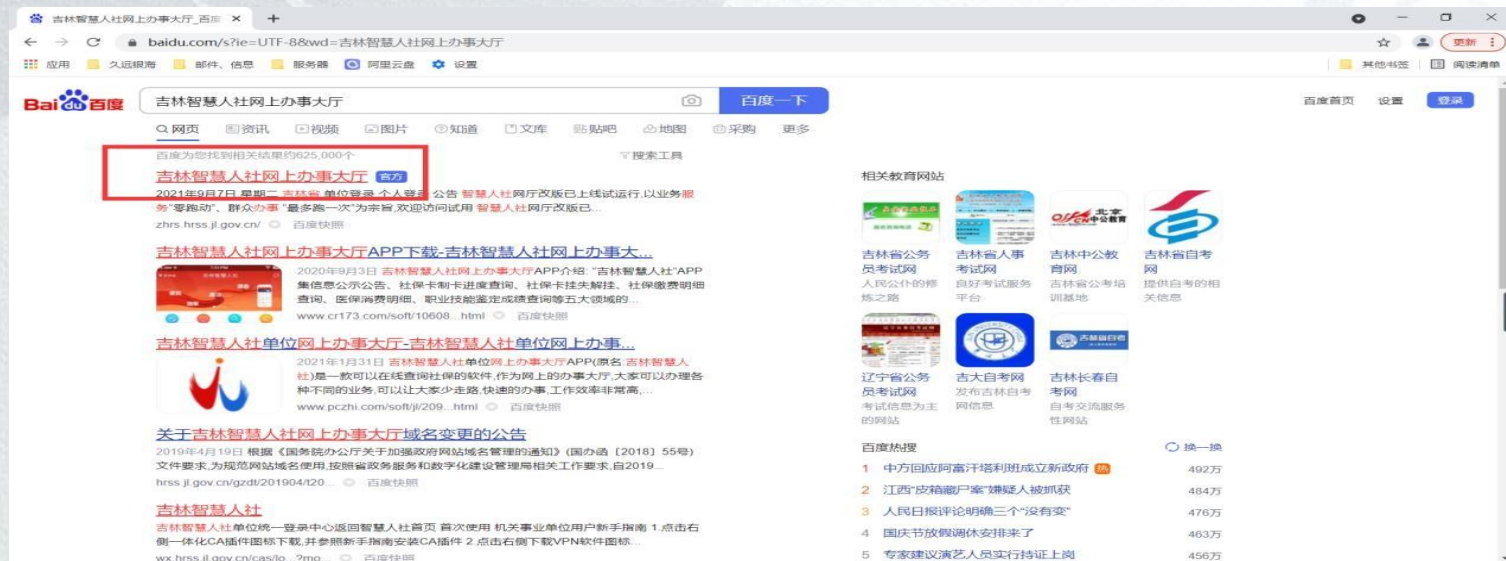 吉林智慧人社网上办事大厅_百度
baidu.com/s?ie=UTF-8&wd=吉林智慧人社网上办事大厅
更新
应用 久远银海 邮件、信息 服务器 阿里云盘 设置 其他书签 阅读清单
Bai du 百度 吉林智慧人社网上办事大厅 百度一下 百度首页 设置 登录
网页 资讯 视频 图片 知道 文库 贴吧 地图 采购 更多
百度为您找到相关结果约625,000个 搜索工具
吉林智慧人社网上办事大厅 官方
2021年9月7日 星期二 吉林省 单位登录 个人登录 公告 智慧人社网厅改版已上线试运行,以业务服
务"零跑动"、群众办事 "最多跑一次"为宗旨,欢迎访问试用 智慧人社网厅改版已...
zhrs.hrss.jl.gov.cn/ 百度快照
吉林智慧人社网上办事大厅APP下载-吉林智慧人社网上办事大...
2020年9月3日 吉林智慧人社网上办事大厅APP介绍: "吉林智慧人社"APP
集信息公示公告、社保卡制卡进度查询、社保卡挂失解挂、社保缴费明细
查询、医保消费明细、职业技能鉴定成绩查询等五大领域的...
www.cr173.com/soft/10608...html 百度快照
吉林智慧人社单位网上办事大厅-吉林智慧人社单位网上办事...
2021年1月31日 吉林智慧人社单位网上办事大厅APP(原名:吉林智慧人
社)是一款可以在线查询社保的软件,作为网上的办事大厅,大家可以办理各
种不同的业务,可以让大家少走路,快速的办事,工作效率非常高,...
www.pczhi.com/soft/jl/209...html 百度快照
关于吉林智慧人社网上办事大厅域名变更的公告
2019年4月19日 根据《国务院办公厅关于加强政府网站域名管理的通知》(国办函〔2018〕55号)
文件要求,为规范网站域名使用,按照省政务服务和数字化建设管理局相关工作要求,自2019...
hrss.jl.gov.cn/gzdt/201904/t20... 百度快照
吉林智慧人社
吉林智慧人社单位统一登录中心返回智慧人社首页 首次使用 机关事业单位用户新手指南 1.点击右
侧一体化CA插件图标下载,并参照新手指南安装CA插件 2.点击右侧下载VPN软件图标...
wx.hrss.jl.gov.cn/cas/lo...?mo... 百度快照
相关教育网站
北京
中公教育
吉林省公务 吉林省人事 吉林中公教 吉林省自考
员考试网 考试网 育网 网
人民公仆的修 良好考试服务 吉林省公考培 提供自考的相
炼之路 平台 训基地 关信息
辽宁省公务 吉大自考网 吉林长春自
员考试网 发布吉林自考 考网
考试信息为主 网信息 自考交流服务
的网站 性网站
百度热搜 换一换
1 中方回应阿富汗塔利班成立新政府 热 492万
2 江西"皮箱藏尸案"嫌疑人被抓获 484万
3 人民日报评论明确三个"没有变" 476万
4 国庆节放假调休安排来了 463万
5 专家建议演艺人员实行持证上岗 456万